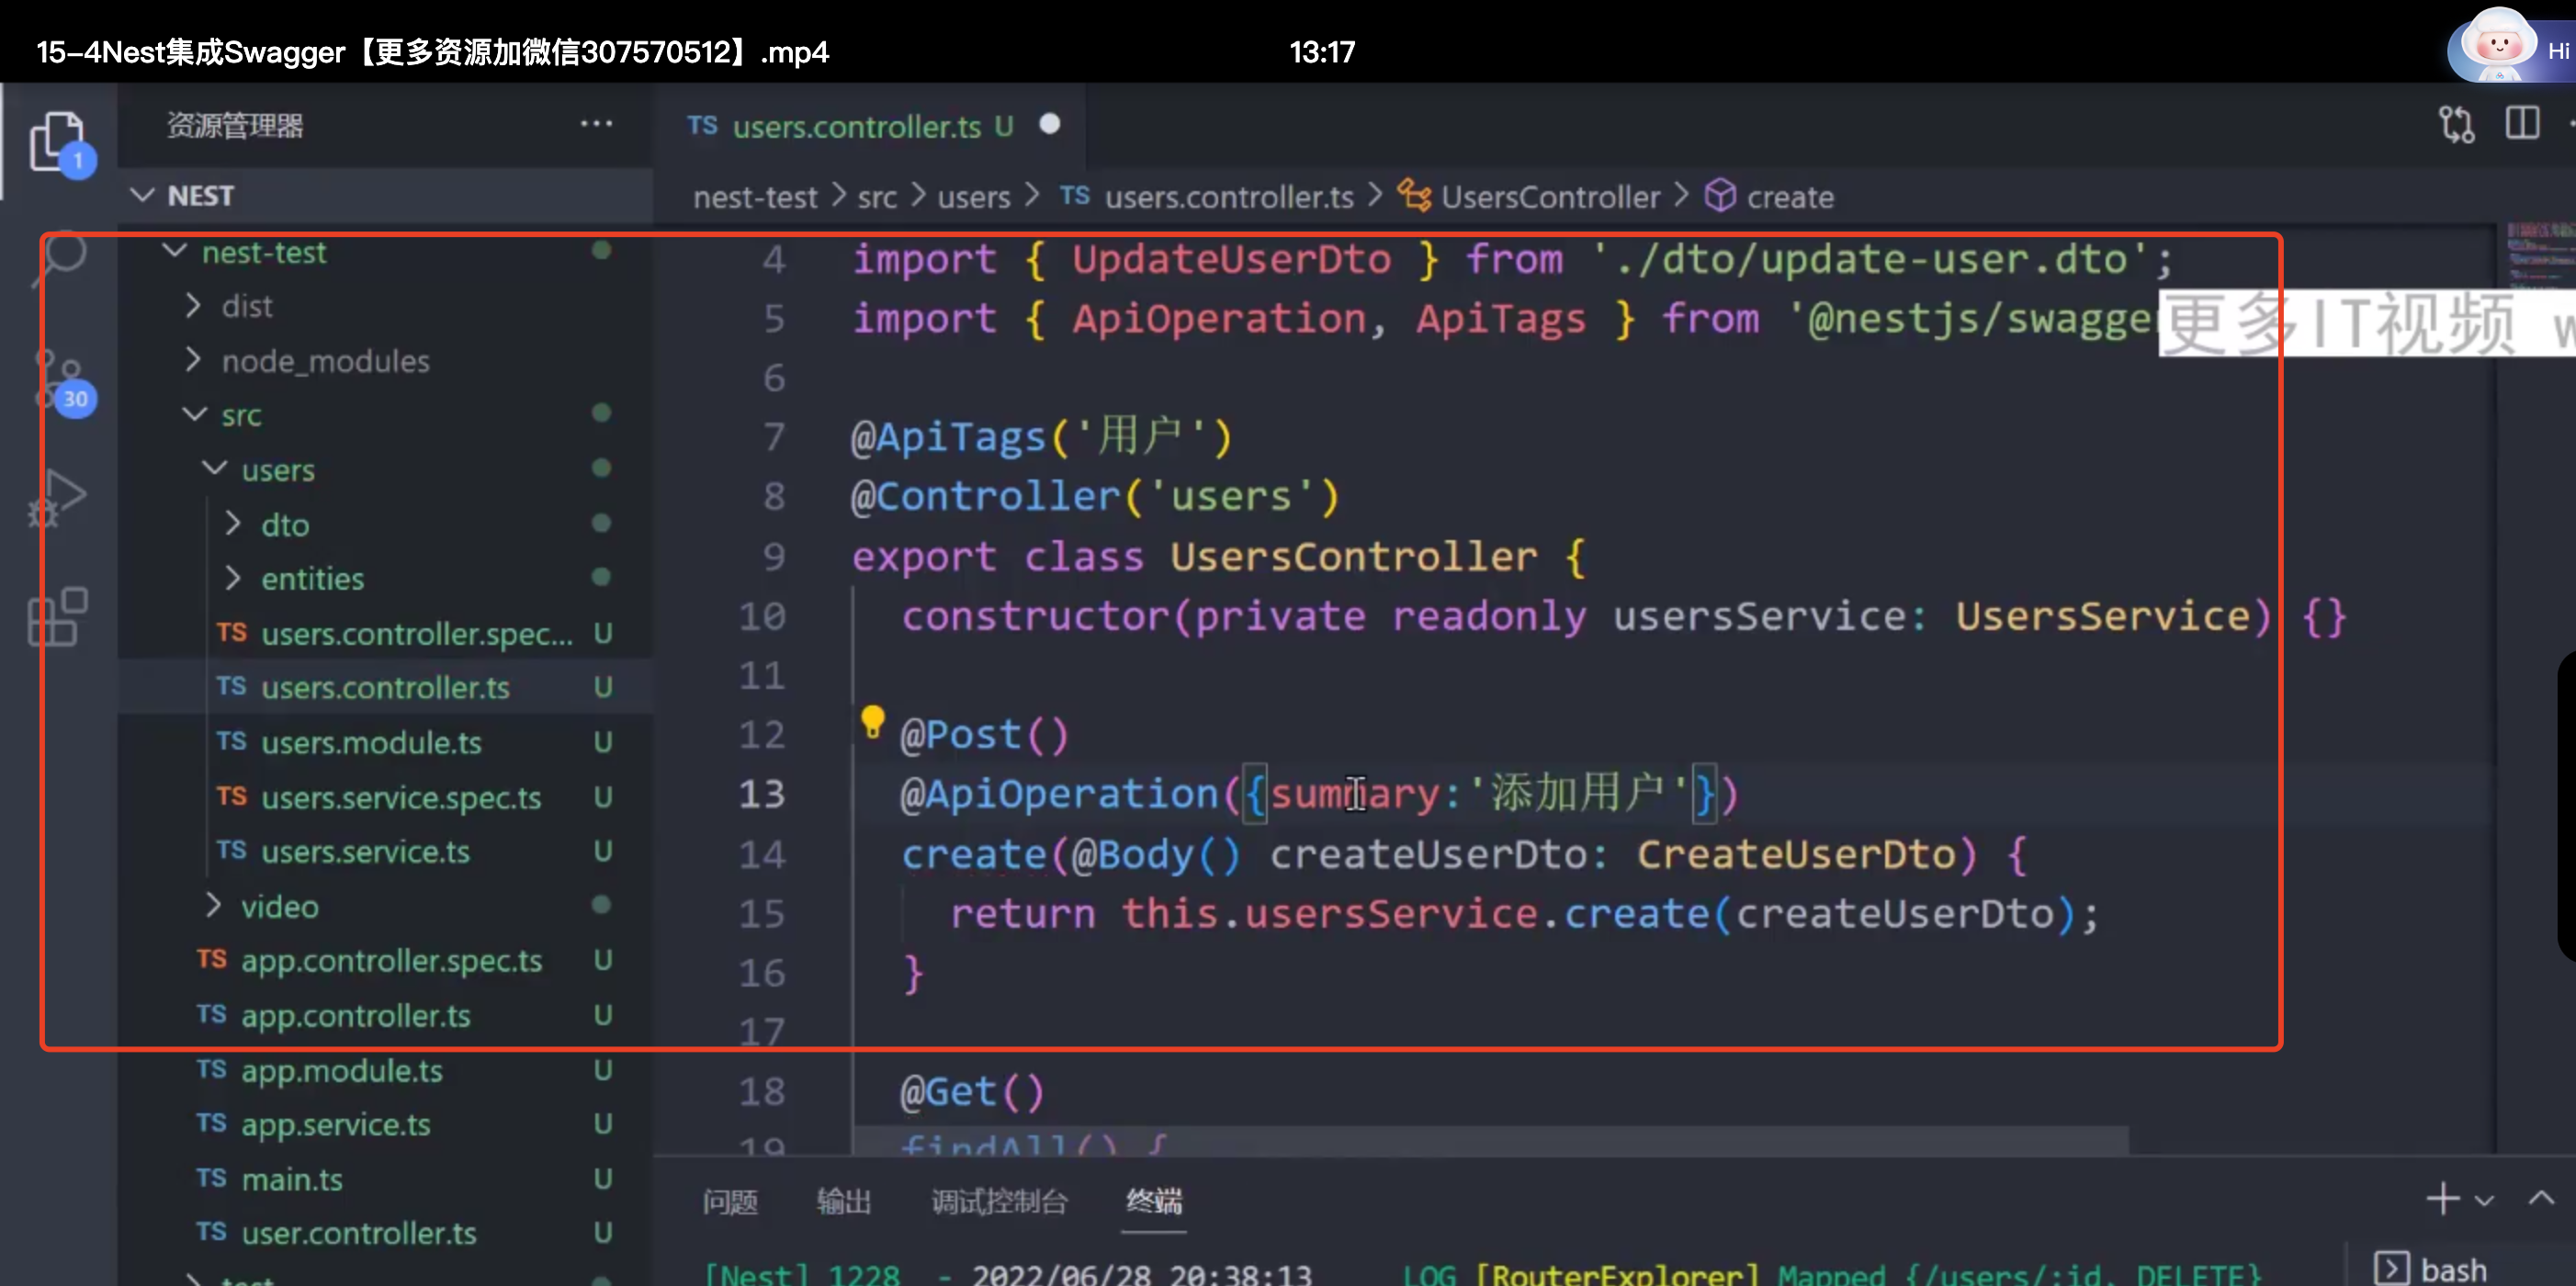 15-4Nest集成Swagger【更多资源加微信307570512】.mp4
13:17
Hi
资源管理器
TS users.controller.ts U
1
NEST
nest-test > src > users > TS users.controller.ts > UsersController > create
nest-test
dist
node_modules
30
src
users
dto
entities
TS users.controller.spec... U
TS users.controller.ts U
TS users.module.ts U
TS users.service.spec.ts U
TS users.service.ts U
video
TS app.controller.spec.ts U
TS app.controller.ts U
TS app.module.ts U
TS app.service.ts U
TS main.ts U
TS user.controller.ts U
test
4 import { UpdateUserDto } from './dto/update-user.dto';
5 import { ApiOperation, ApiTags } from '@nestjs/swagge
更多IT视频 w
6
7 @ApiTags('用户')
8 @Controller('users')
9 export class UsersController {
10 constructor(private readonly usersService: UsersService) {}
11
12 @Post()
13 @ApiOperation({summary:'添加用户'})
14 create(@Body() createUserDto: CreateUserDto) {
15 return this.usersService.create(createUserDto);
16 }
17
18 @Get()
19 findAll() {
问题 输出 调试控制台 终端
[Nest] 1228 - 2022/06/28 20:38:13 LOG [RouterExplorer] Mapped {/users/:id, DELETE}
bash